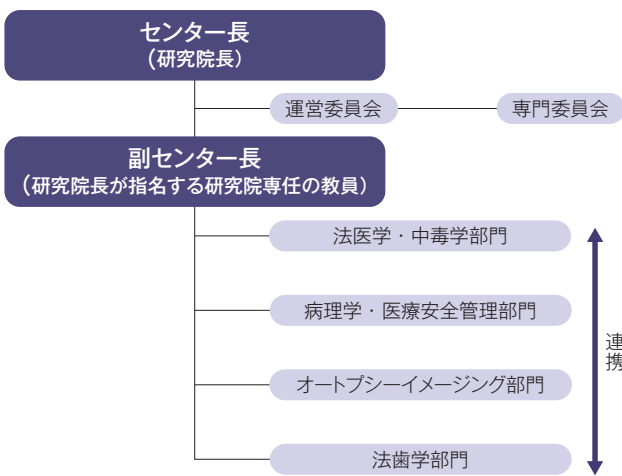 センター長
(研究院長)
運営委員会
専門委員会
副センター長
(研究院長が指名する研究院専任の教員)
法医学・中毒学部門
病理学・医療安全管理部門
オートプシーイメージング部門
法歯学部門
連携